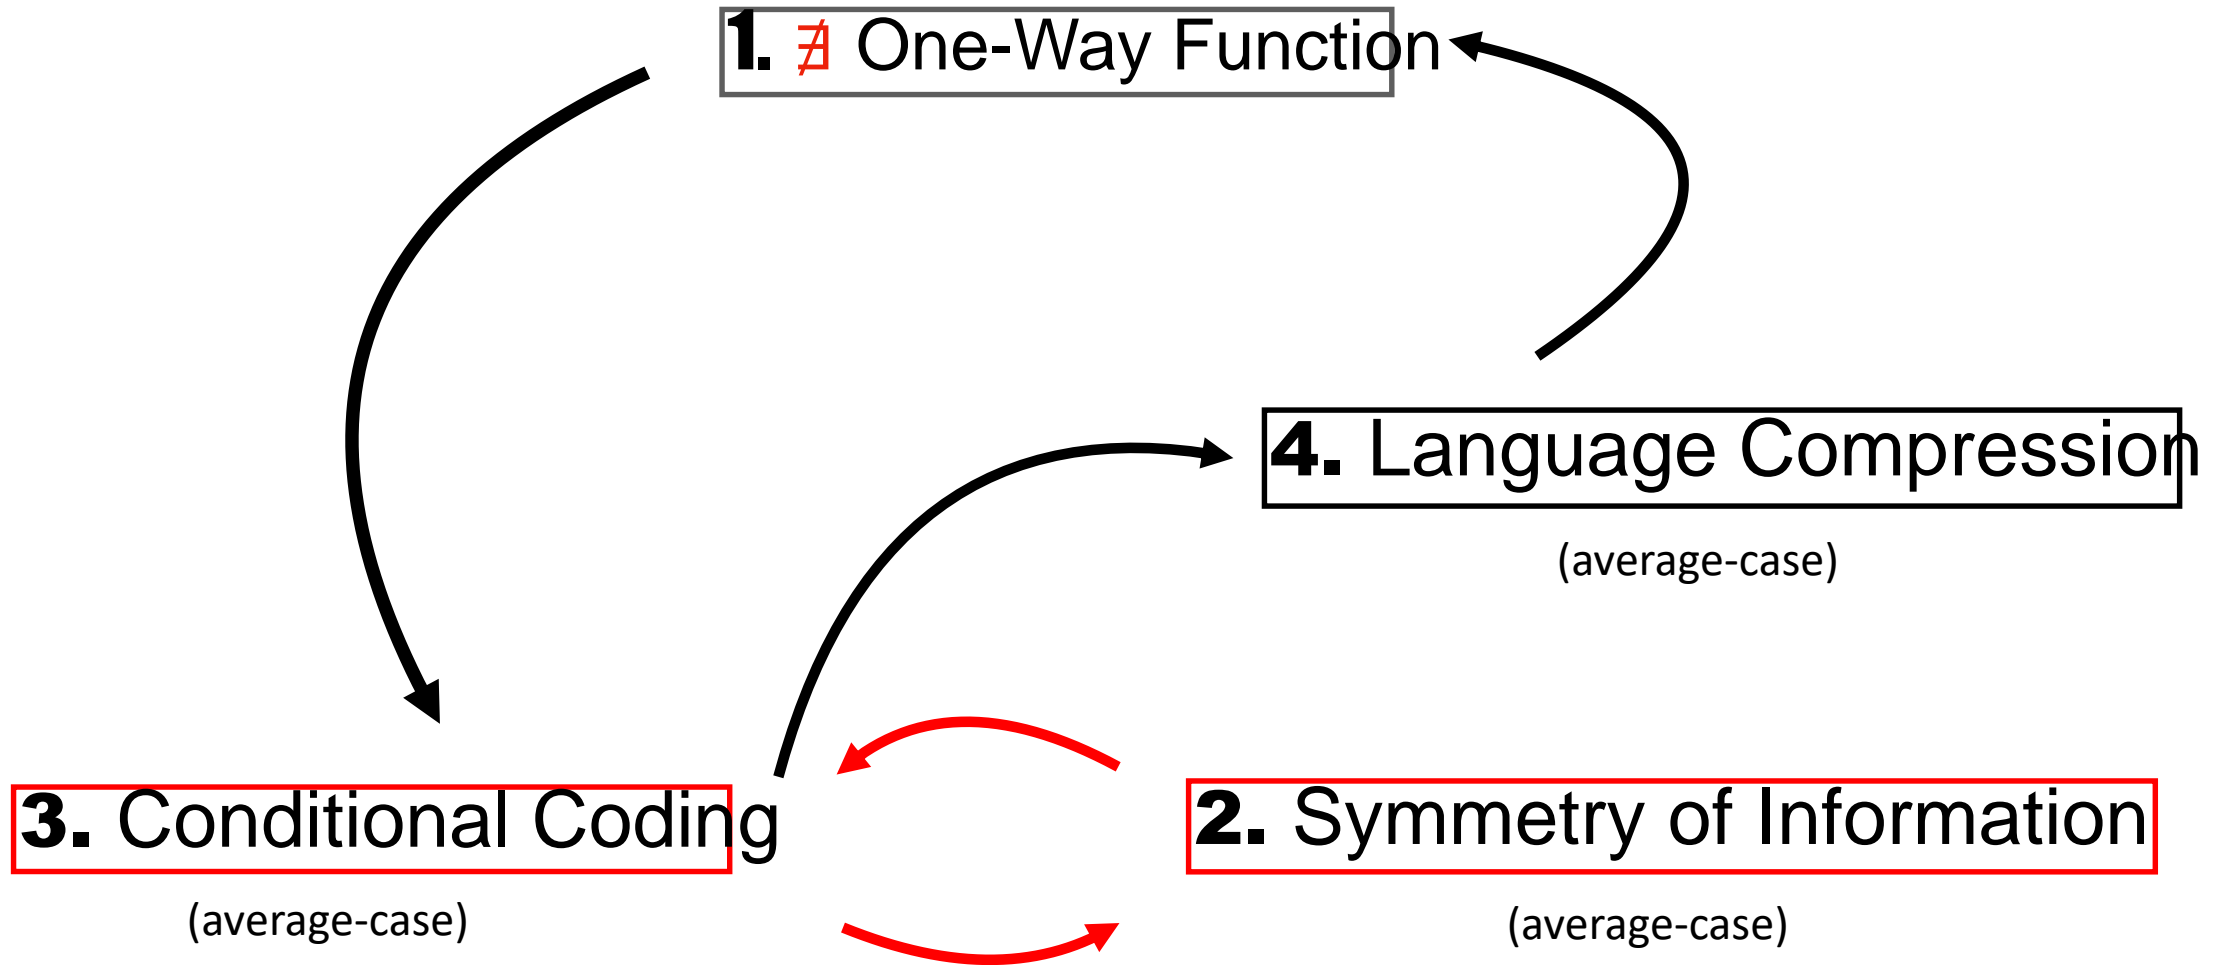 1. ∄ One-Way Function
4. Language Compression
(average-case)
3. Conditional Coding
2. Symmetry of Information
(average-case)
(average-case)